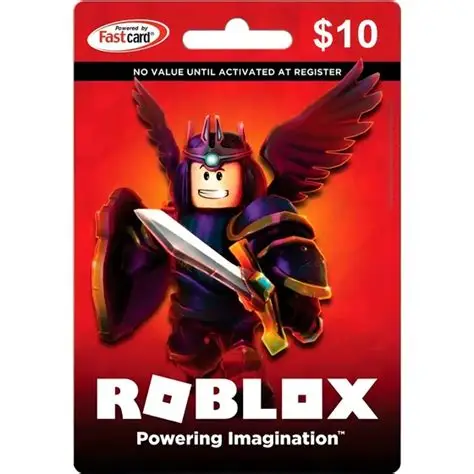 Powered by
Fastcard
$10
NO VALUE UNTIL ACTIVATED AT REGISTER
ROBLOX
Powering Imagination™